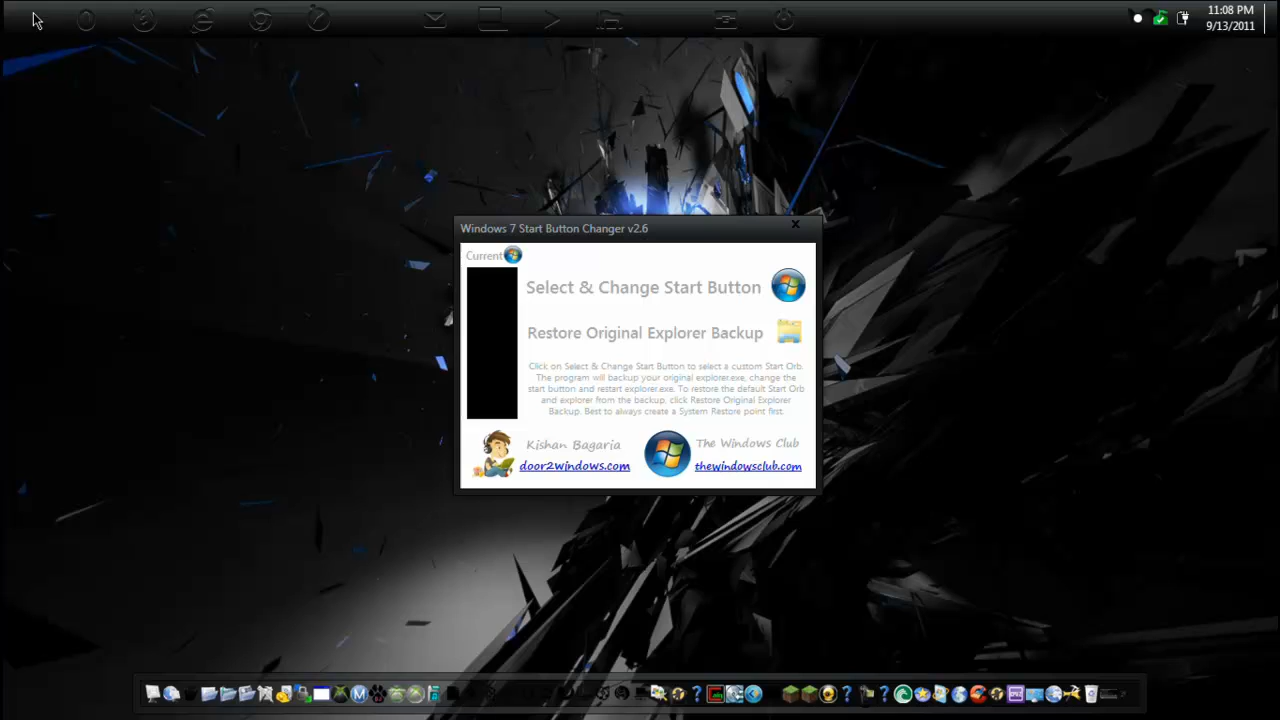 11:08 PM
9/13/2011
Windows 7 Start Button Changer v2.6
Current
Select & Change Start Button
Restore Original Explorer Backup
Click on Select & Change Start Button to select a custom Start Orb.
The program will backup your original explorer.exe, change the
start button and restart explorer.exe. To restore the default Start Orb
and explorer from the backup, click Restore Original Explorer
Backup. Best to always create a System Restore point first.
Kishan Bagaria
door2windows.com
The Windows Club
thewindowsclub.com